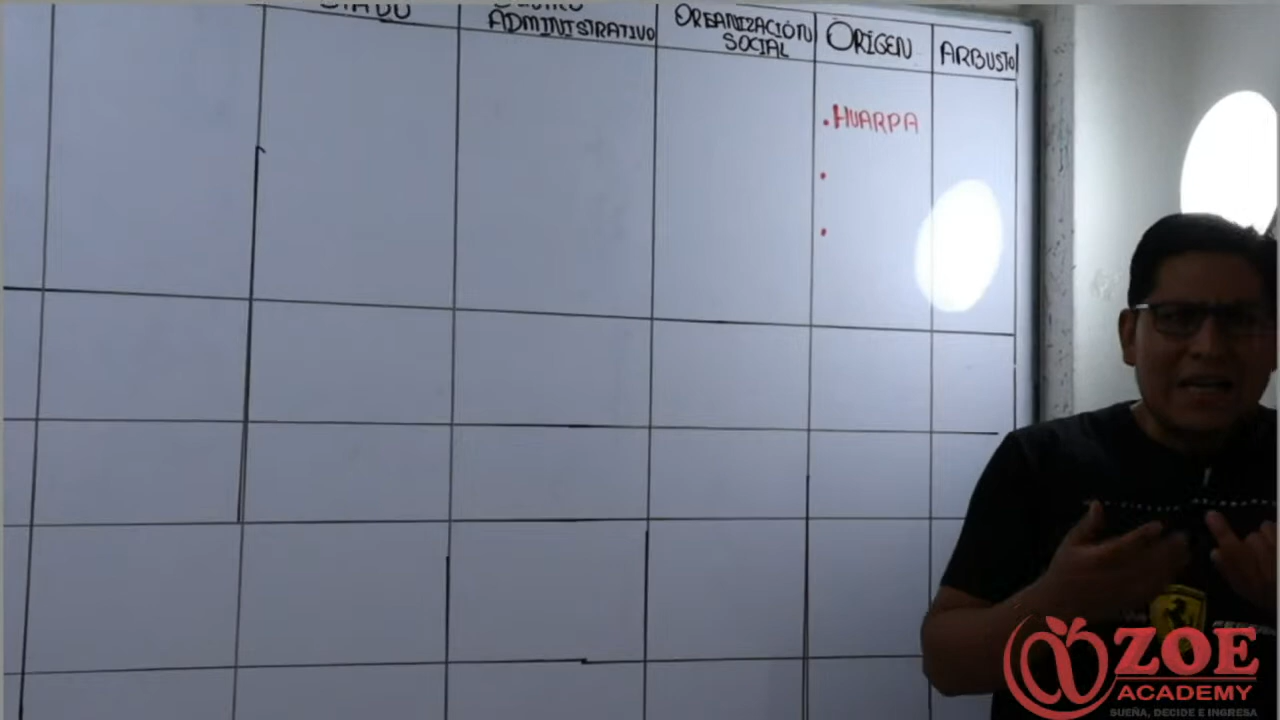 ADMINISTRATIVO
ORGANIZACIÓN
SOCIAL
ORIGEN
ARBUSTO
• HUARPA
•
•
ZOE
ACADEMY
SUEÑA, DECIDE E INGRESA